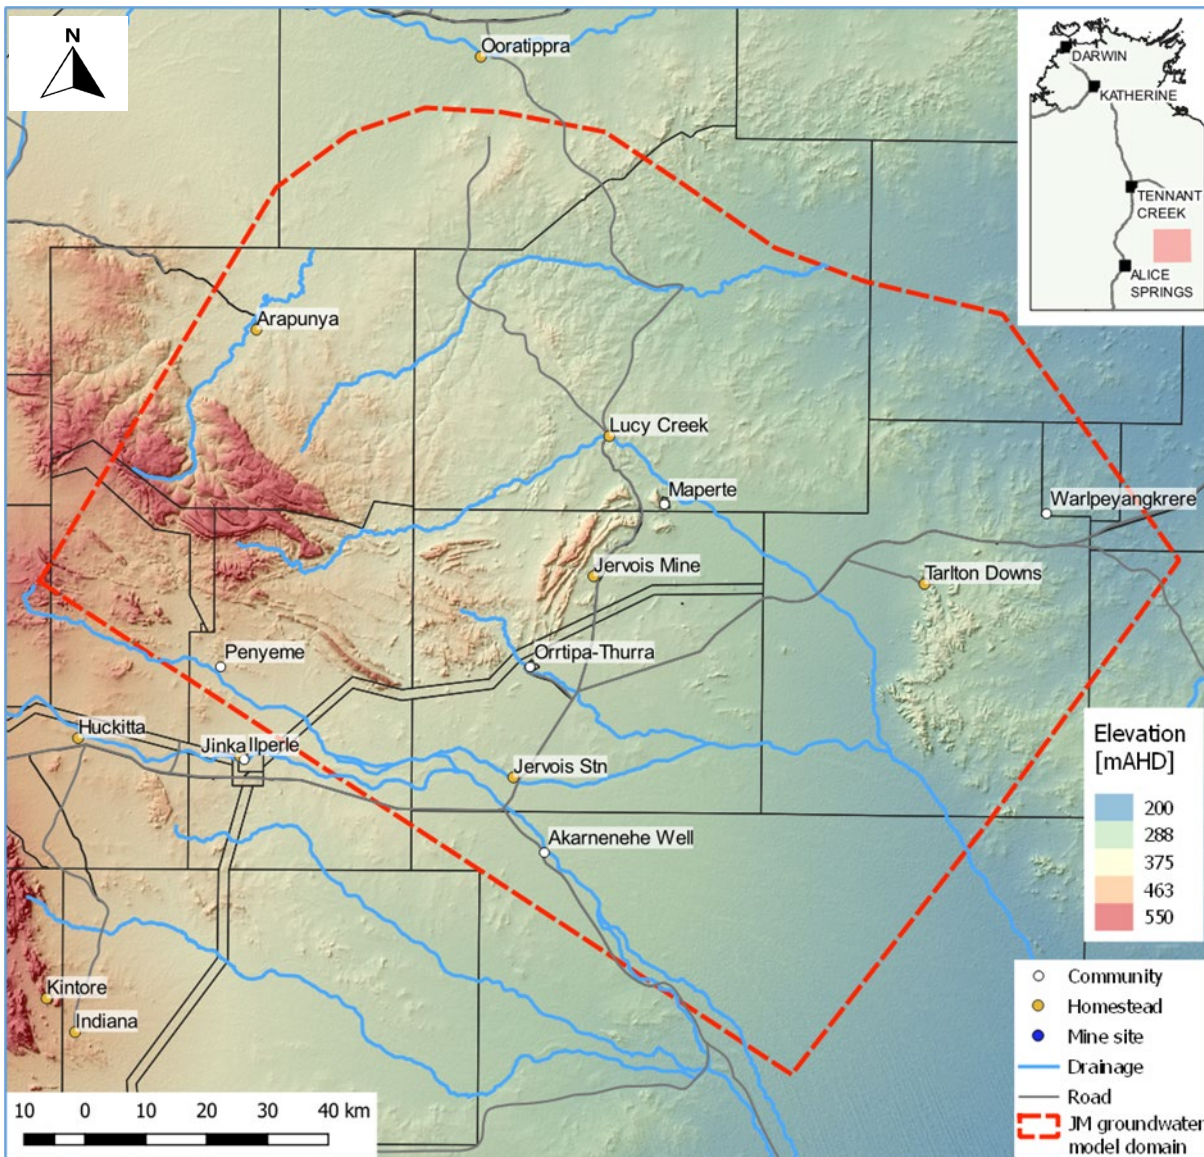 N
Ooratippra
DARWIN
KATHERINE
TENNANT
CREEK
ALICE
SPRINGS
Arapunya
Lucy Creek
Maperte
Warlpeyangkrere
Jervois Mine
Tarlton Downs
Penyeme
Orrtipa-Thurra
Huckitta
Jinka Ilperle
Jervois Stn
Akarnenehe Well
Kintore
Indiana
Elevation
[mAHD]
200
288
375
463
550
Community
Homestead
Mine site
Drainage
Road
JM groundwater
model domain
10 0 10 20 30 40 km